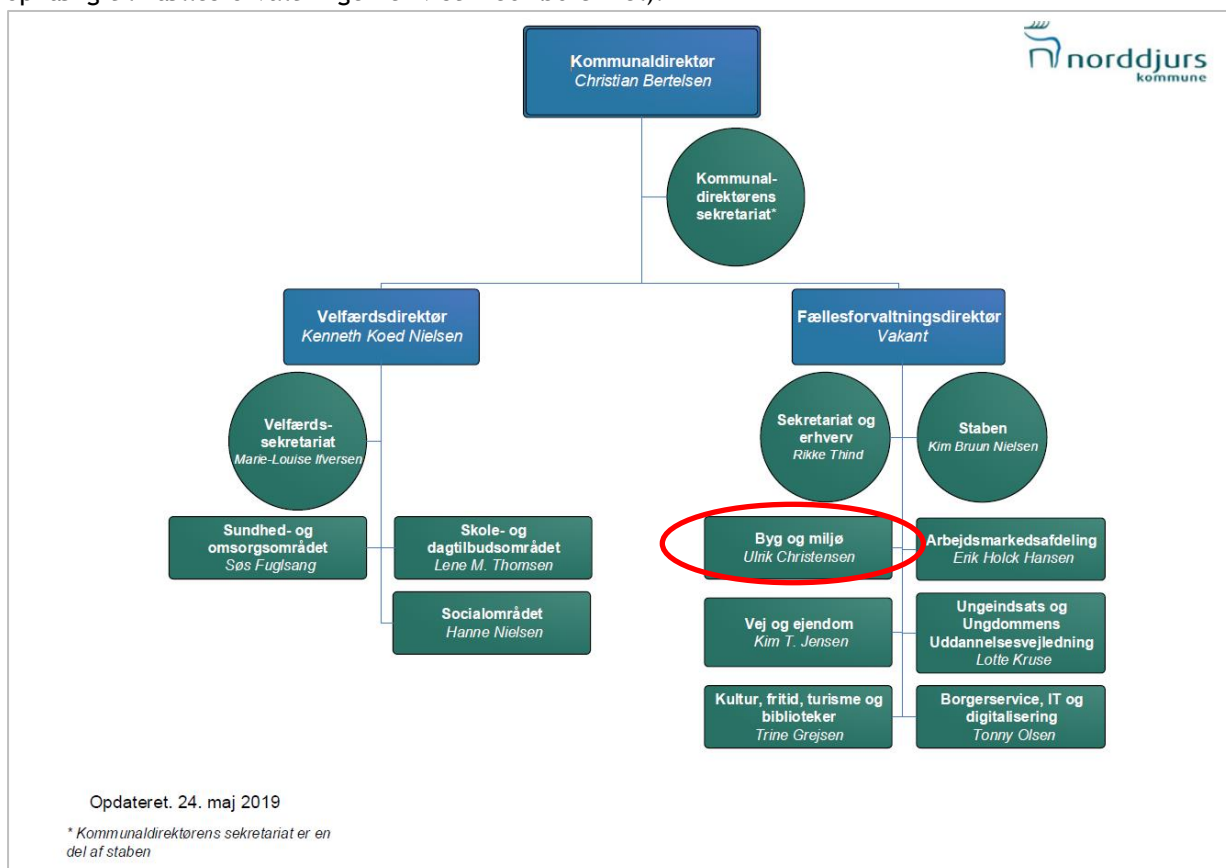 Kommunaldirektør
Christian Bertelsen
norddjurs
kommune
Kommunal-
direktørens
sekretariat*
Velfærdsdirektør
Kenneth Koed Nielsen
Fællesforvaltningsdirektør
Vakant
Velfærds-
sekretariat
Marie-Louise Ifversen
Sekretariat og
erhverv
Rikke Thind
Staben
Kim Bruun Nielsen
Sundhed- og
omsorgsområdet
Søs Fuglsang
Skole- og
dagtilbudsområdet
Lene M. Thomsen
Byg og miljø
Ulrik Christensen
Arbejdsmarkedsafdeling
Erik Holck Hansen
Socialområdet
Hanne Nielsen
Vej og ejendom
Kim T. Jensen
Ungeindsats og
Ungdommens
Uddannelsesvejledning
Lotte Kruse
Kultur, fritid, turisme og
biblioteker
Trine Grejsen
Borgerservice, IT og
digitalisering
Tonny Olsen
Opdateret. 24. maj 2019
* Kommunaldirektørens sekretariat er en
del af staben